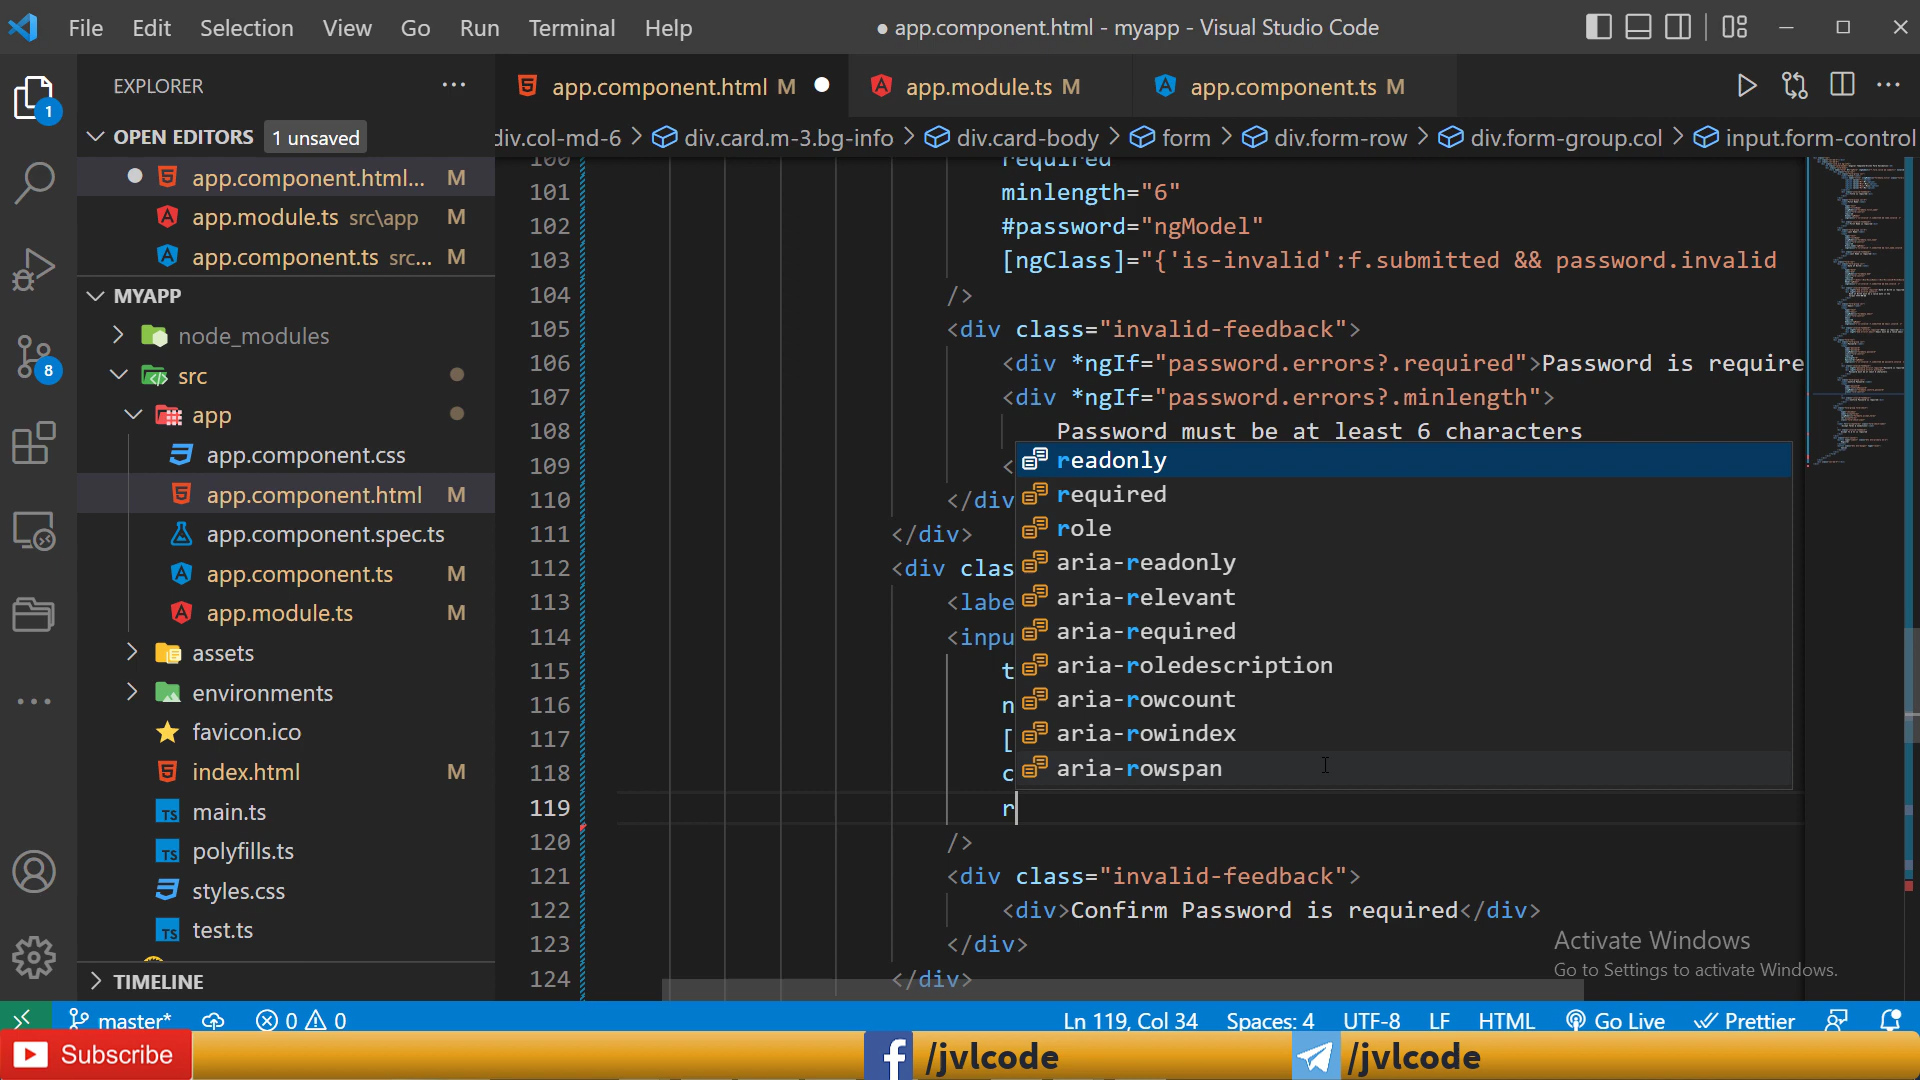 File Edit Selection View Go Run Terminal Help
● app.component.html - myapp - Visual Studio Code
EXPLORER
OPEN EDITORS 1 unsaved
app.component.html... M
app.module.ts src\app M
app.component.ts src... M
MYAPP
node_modules
src
app
app.component.css
app.component.html M
app.component.spec.ts
app.component.ts M
app.module.ts M
assets
environments
favicon.ico
index.html M
main.ts
polyfills.ts
styles.css
test.ts
TIMELINE
1
8
app.component.html M
app.module.ts M
app.component.ts M
div.col-md-6 > div.card.m-3.bg-info > div.card-body > form > div.form-row > div.form-group.col > input.form-control
100 required
101 minlength="6"
102 #password="ngModel"
103 [ngClass]="{'is-invalid':f.submitted && password.invalid
104 />
105 <div class="invalid-feedback">
106 <div *ngIf="password.errors?.required">Password is require
107 <div *ngIf="password.errors?.minlength">
108 Password must be at least 6 characters
109 <
110 </div
111 </div>
112 <div clas
113 <labe
114 <inpu
115 t
116 n
117 [
118 c
119 r
120 />
121 <div class="invalid-feedback">
122 <div>Confirm Password is required</div>
123 </div>
124 </div>
readonly
required
role
aria-readonly
aria-relevant
aria-required
aria-roledescription
aria-rowcount
aria-rowindex
aria-rowspan
Activate Windows
Go to Settings to activate Windows.
master* 0 0 Ln 119, Col 34 Spaces: 4 UTF-8 LF HTML Go Live Prettier
Subscribe /jvlcode /jvlcode